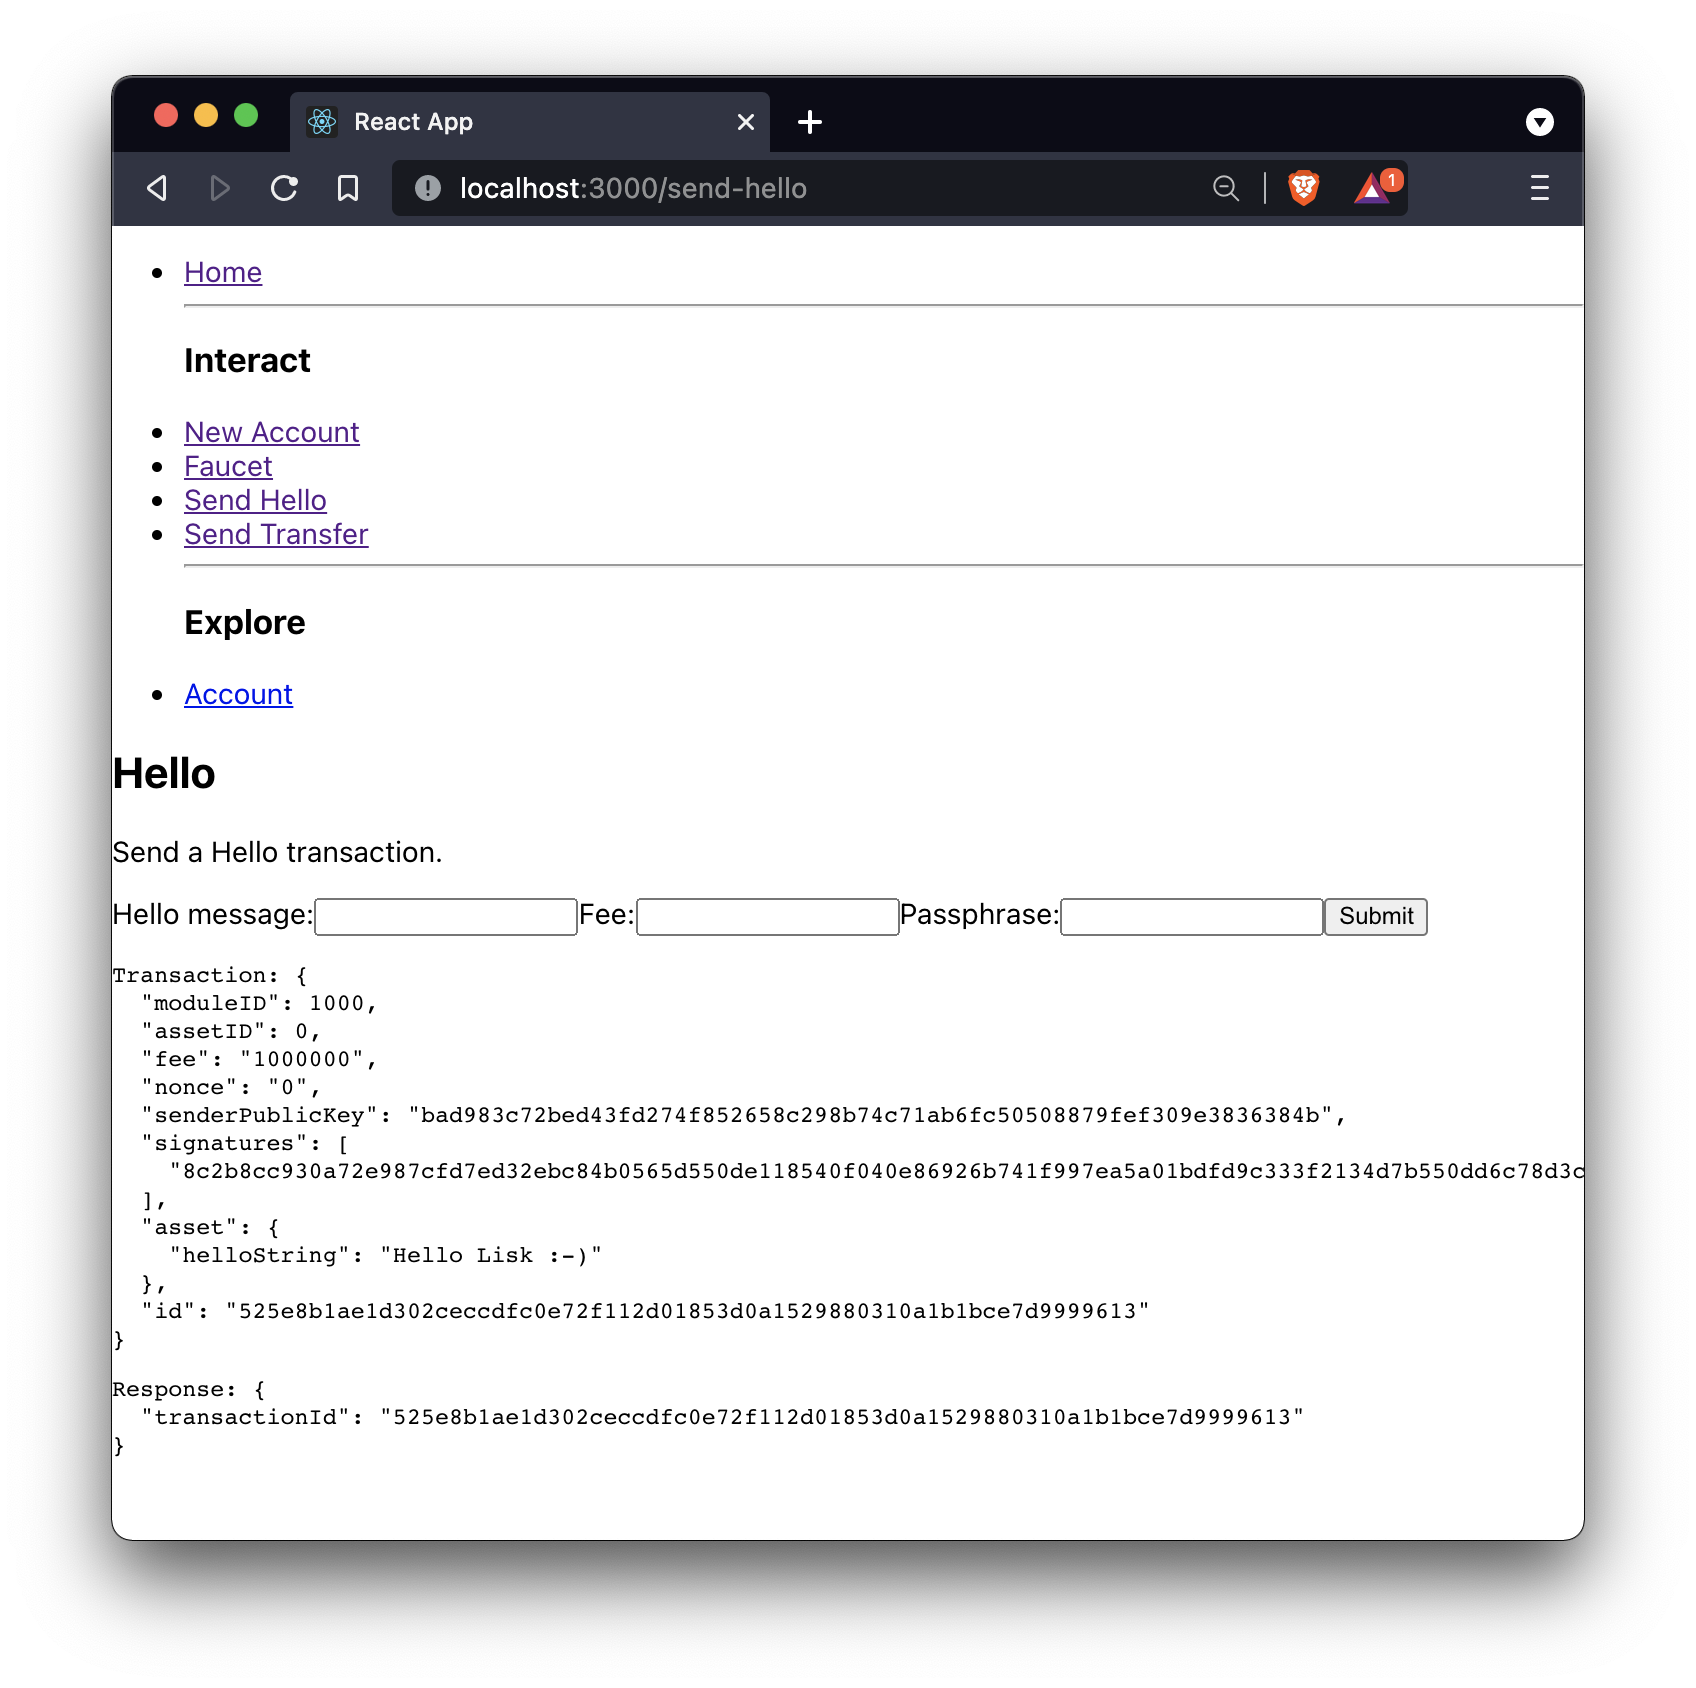 React App
localhost:3000/send-hello
1
Home
Interact
New Account
Faucet
Send Hello
Send Transfer
Explore
Account
Hello
Send a Hello transaction.
Hello message: Fee: Passphrase: Submit
Transaction: {
  "moduleID": 1000,
  "assetID": 0,
  "fee": "1000000",
  "nonce": "0",
  "senderPublicKey": "bad983c72bed43fd274f852658c298b74c71ab6fc50508879fef309e3836384b",
  "signatures": [
    "8c2b8cc930a72e987cfd7ed32ebc84b0565d550de118540f040e86926b741f997ea5a01bdfd9c333f2134d7b550dd6c78d3c
  ],
  "asset": {
    "helloString": "Hello Lisk :-)"
  },
  "id": "525e8b1ae1d302ceccdfc0e72f112d01853d0a1529880310a1b1bce7d9999613"
}
Response: {
  "transactionId": "525e8b1ae1d302ceccdfc0e72f112d01853d0a1529880310a1b1bce7d9999613"
}